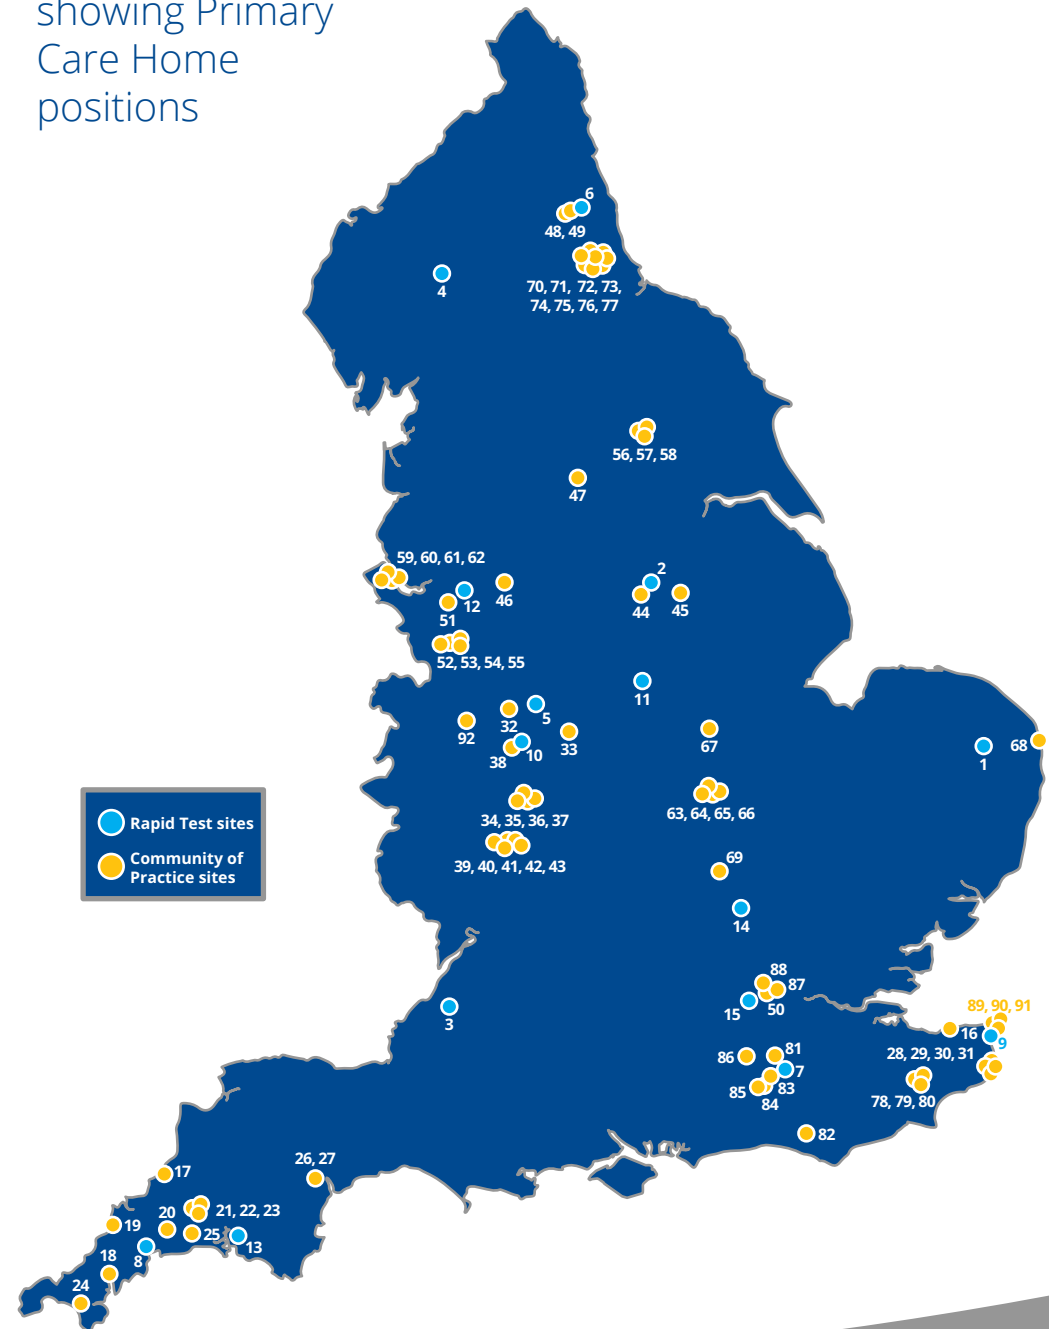 showing Primary
Care Home
positions
6
48, 49
70, 71, 72, 73,
74, 75, 76, 77
4
56, 57, 58
47
59, 60, 61, 62
12
51
46
2
44
45
52, 53, 54, 55
11
5
32
92
10
38
33
67
1
68
34, 35, 36, 37
63, 64, 65, 66
39, 40, 41, 42, 43
Rapid Test sites
Community of
Practice sites
69
14
88
87
50
15
3
89, 90, 91
16
9
28, 29, 30, 31
78, 79, 80
86
81
7
83
85
84
82
17
26, 27
20
21, 22, 23
19
25
13
18
8
24